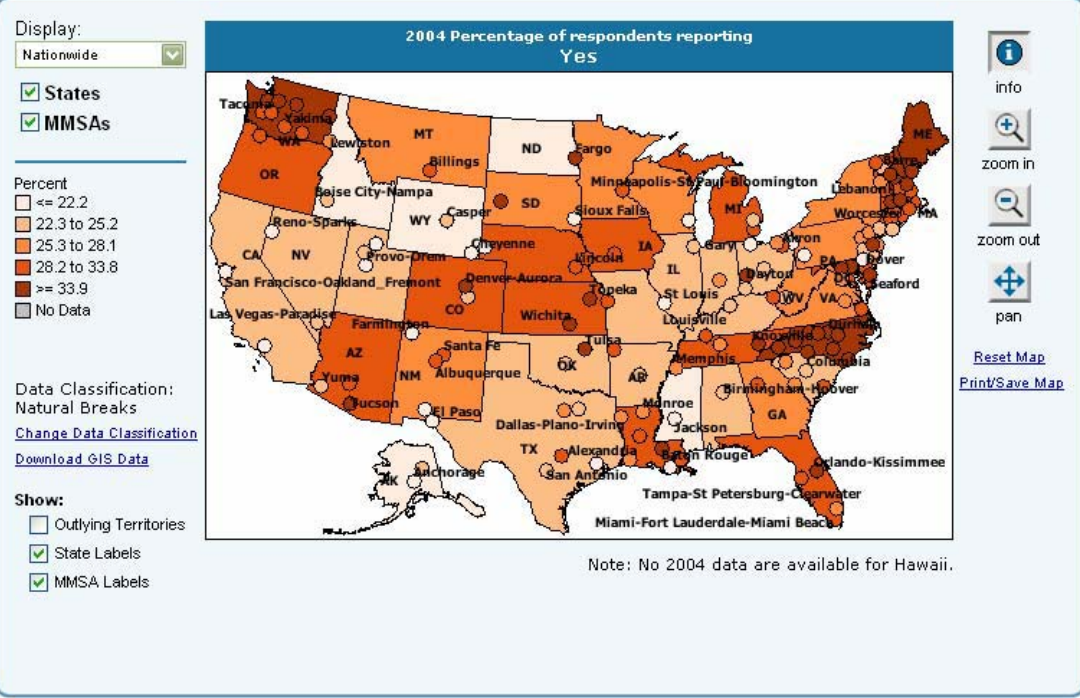 Display:
Nationwide
States
MMSAs
Percent
<= 22.2
22.3 to 25.2
25.3 to 28.1
28.2 to 33.8
>= 33.9
No Data
Data Classification:
Natural Breaks
Change Data Classification
Download GIS Data
Show:
Outlying Territories
State Labels
MMSA Labels
2004 Percentage of respondents reporting
Yes
Tacoma
Yakima
WA
Lewiston
MT
ND
Fargo
ME
Barre
OR
Billings
Boise City-Nampa
Minneapolis-St Paul-Bloomington
Lebanon
WY
Casper
SD
Sioux Falls
MI
Worcester
MA
Reno-Sparks
CA
NV
Provo-Orem
Cheyenne
Lincoln
IA
Gary
Akron
PA
Dover
San Francisco-Oakland_Fremont
Denver-Aurora
Topeka
IL
Dayton
Seaford
St Louis
WV
VA
Las Vegas-Paradise
Farmington
CO
Wichita
Louisville
Durham
AZ
Santa Fe
Tulsa
Knoxville
Memphis
Columbia
Yuma
NM
Albuquerque
OK
AR
Birmingham-Hoover
Tucson
El Paso
Monroe
GA
Dallas-Plano-Irving
Jackson
TX
Alexandria
Baton Rouge
AK
Anchorage
San Antonio
Orlando-Kissimmee
Tampa-St Petersburg-Clearwater
Miami-Fort Lauderdale-Miami Beach
Note: No 2004 data are available for Hawaii.
info
zoom in
zoom out
pan
Reset Map
Print/Save Map